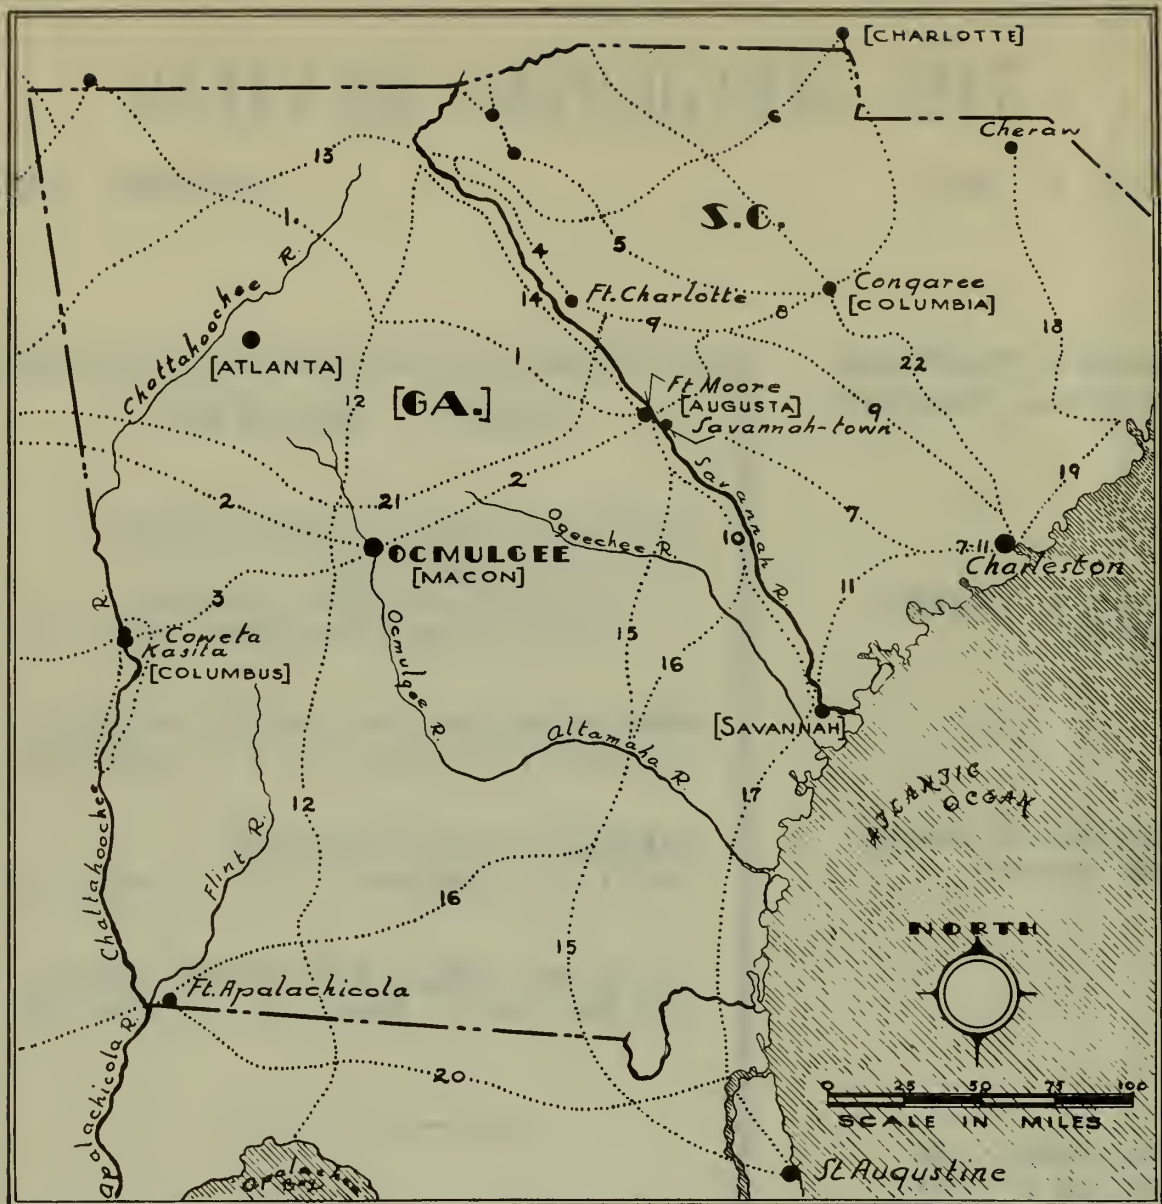 [CHARLOTTE]
6
Cheraw
13
1.
S.C.
4
5
Chattahoochee R.
14
Ft. Charlotte
Congaree
[COLUMBIA]
9
8
18
[ATLANTA]
1
22
12
[GA.]
Ft. Moore
[AUGUSTA]
Savannah-town
9
2
21
2
19
Savannah R.
7
Ogeechee R.
10
OCMULGEE
[MACON]
7-11
Charleston
3
11
R.
Coweta
Kasita
[COLUMBUS]
Ocmulgee R.
15
16
[SAVANNAH]
Altamaha R.
12
17
ATLANTIC
OCEAN
Flint R.
Chattahoochee
16
15
NORTH
Ft. Apalachicola
Apalachicola R.
20
0 25 50 75 100
SCALE IN MILES
St Augustine
Apalachee
Bay